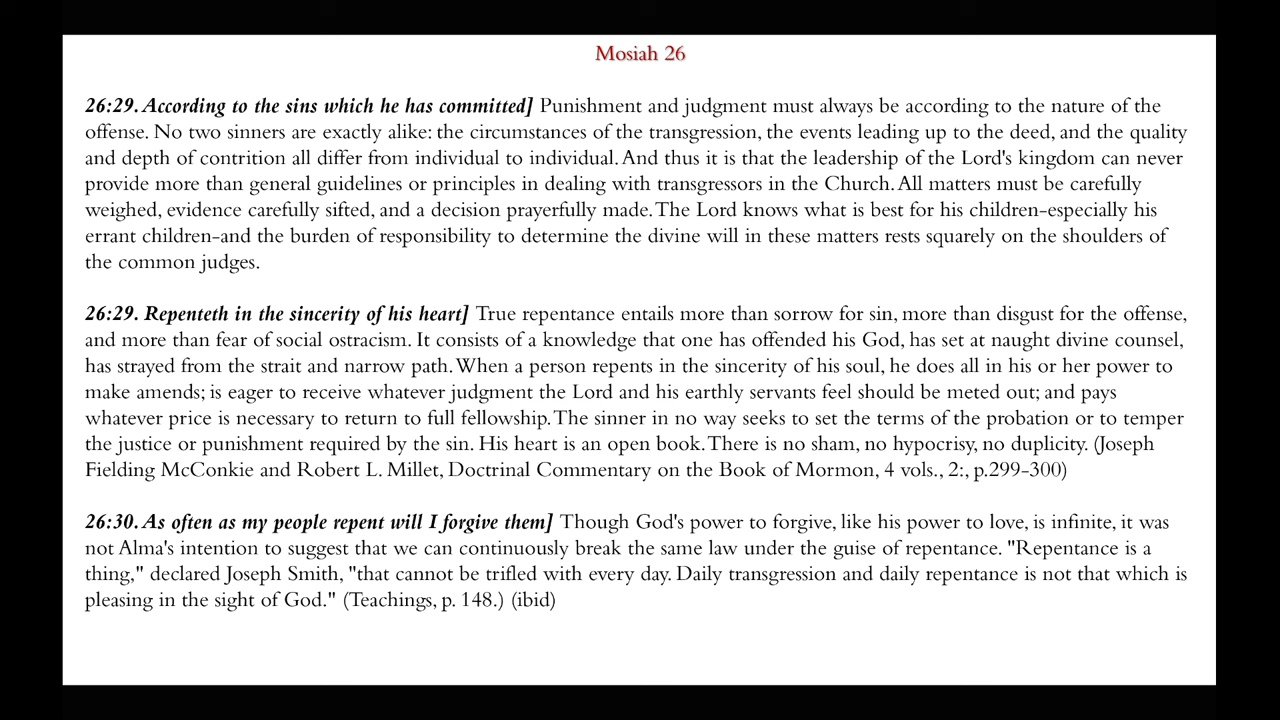 Mosiah 26
26:29. According to the sins which he has committed] Punishment and judgment must always be according to the nature of the
offense. No two sinners are exactly alike: the circumstances of the transgression, the events leading up to the deed, and the quality
and depth of contrition all differ from individual to individual. And thus it is that the leadership of the Lord's kingdom can never
provide more than general guidelines or principles in dealing with transgressors in the Church. All matters must be carefully
weighed, evidence carefully sifted, and a decision prayerfully made. The Lord knows what is best for his children-especially his
errant children-and the burden of responsibility to determine the divine will in these matters rests squarely on the shoulders of
the common judges.
26:29. Repenteth in the sincerity of his heart] True repentance entails more than sorrow for sin, more than disgust for the offense,
and more than fear of social ostracism. It consists of a knowledge that one has offended his God, has set at naught divine counsel,
has strayed from the strait and narrow path. When a person repents in the sincerity of his soul, he does all in his or her power to
make amends; is eager to receive whatever judgment the Lord and his earthly servants feel should be meted out; and pays
whatever price is necessary to return to full fellowship. The sinner in no way seeks to set the terms of the probation or to temper
the justice or punishment required by the sin. His heart is an open book. There is no sham, no hypocrisy, no duplicity. (Joseph
Fielding McConkie and Robert L. Millet, Doctrinal Commentary on the Book of Mormon, 4 vols., 2:, p.299-300)
26:30. As often as my people repent will I forgive them] Though God's power to forgive, like his power to love, is infinite, it was
not Alma's intention to suggest that we can continuously break the same law under the guise of repentance. "Repentance is a
thing," declared Joseph Smith, "that cannot be trifled with every day. Daily transgression and daily repentance is not that which is
pleasing in the sight of God." (Teachings, p. 148.) (ibid)